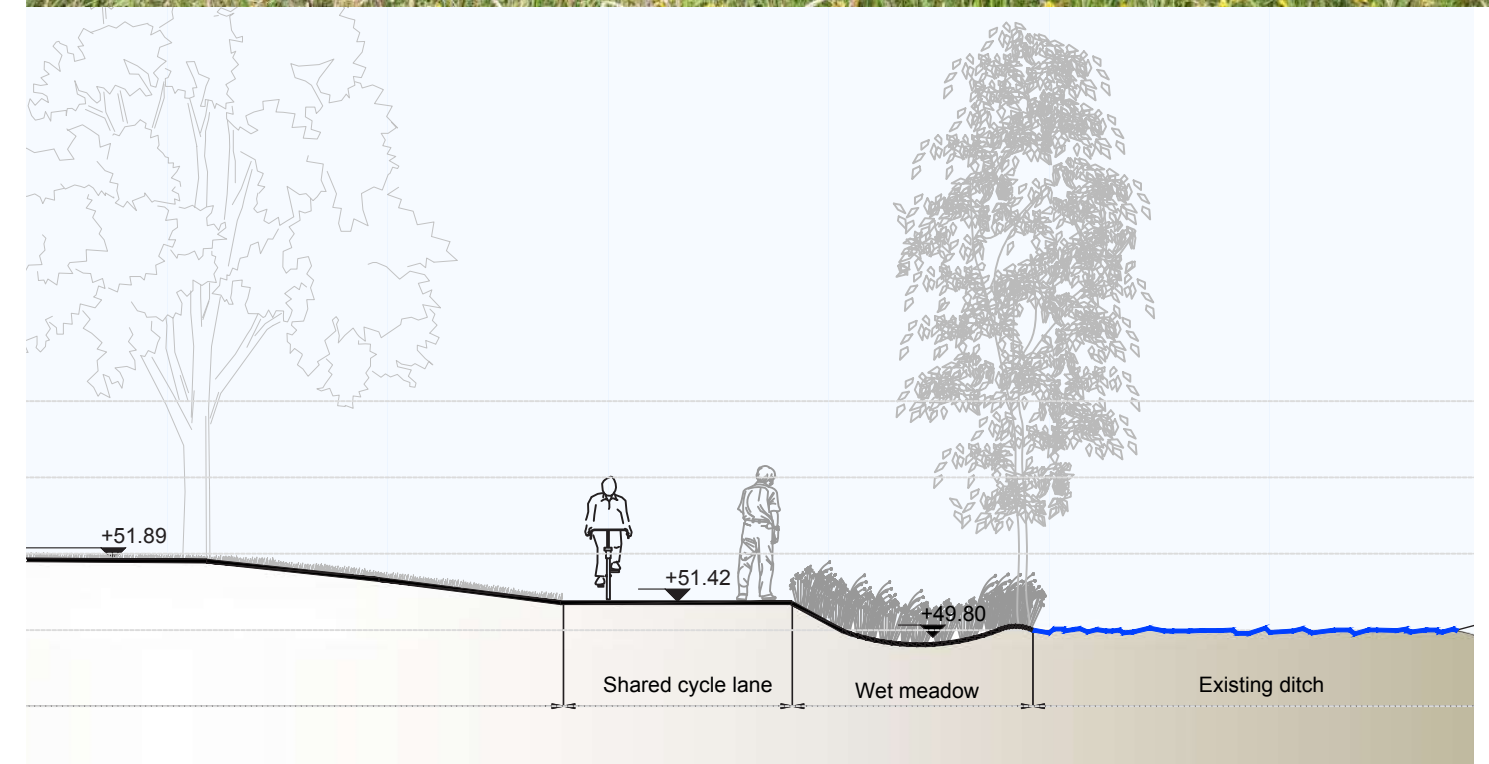 +51.89
+51.42
+49.80
Shared cycle lane
Wet meadow
Existing ditch